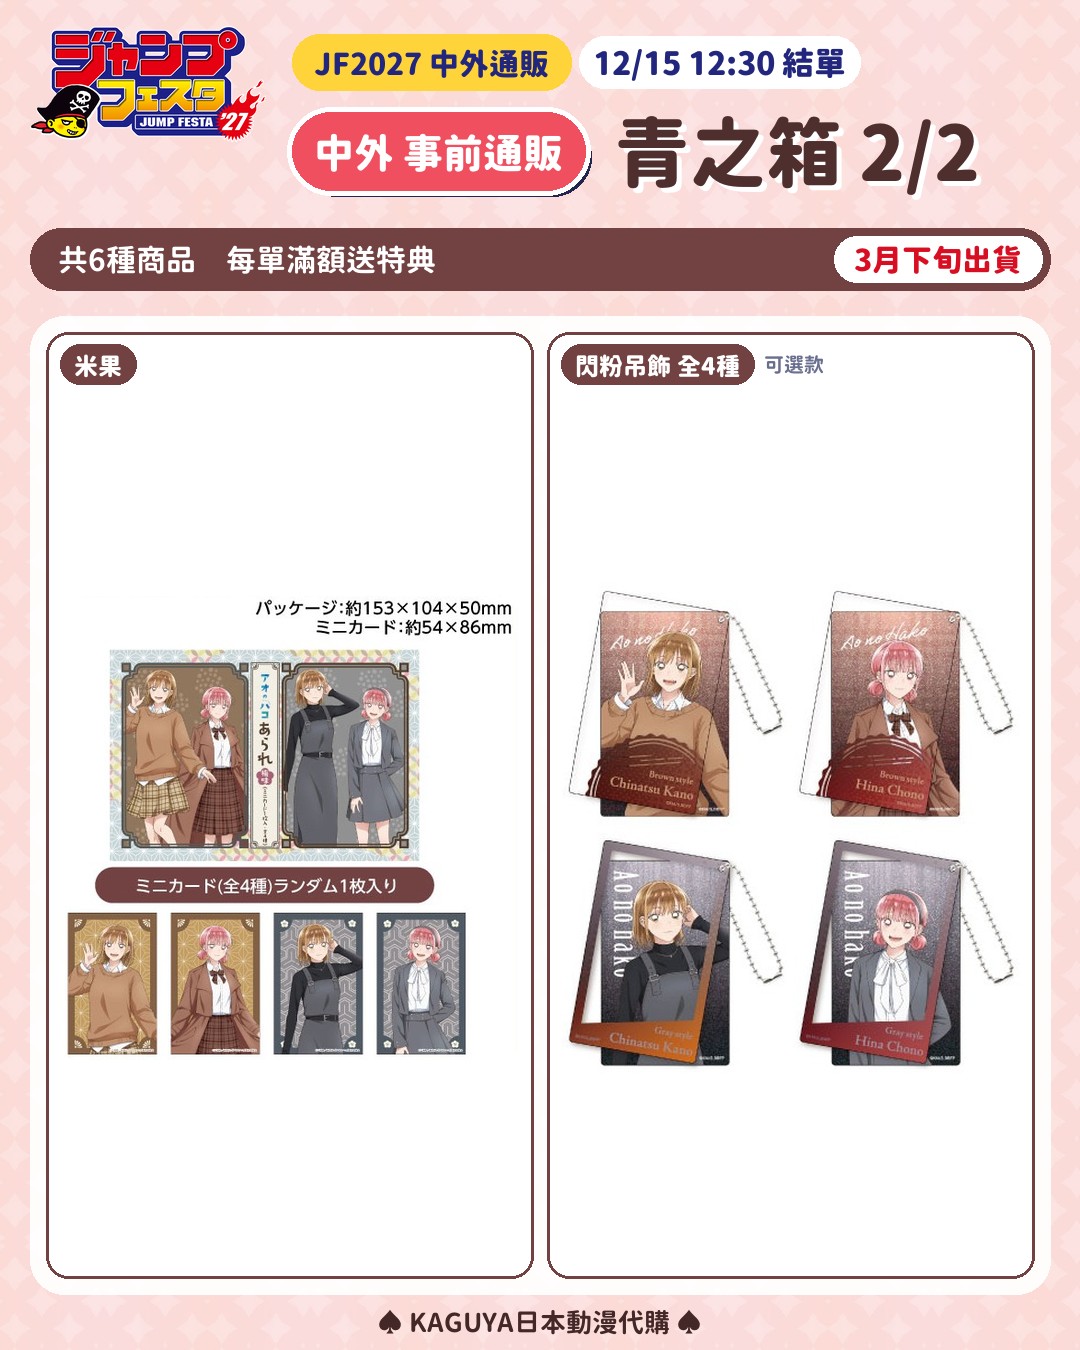 ジャンプ
フェスタ
JUMP FESTA '27
JF2027 中外通販
12/15 12:30 結單
中外 事前通販
青之箱 2/2
共6種商品 每單滿額送特典
3月下旬出貨
米果
パッケージ:約153×104×50mm
ミニカード:約54×86mm
アオのハコ
あられ
ミニカード(全4種)ランダム1枚入り
閃粉吊飾 全4種
可選款
Ao no Hako
Brown style
Chinatsu Kano
Ao no Hako
Brown style
Hina Chono
Ao no hako
Gray style
Chinatsu Kano
Ao no hako
Gray style
Hina Chono
♠ KAGUYA日本動漫代購 ♠